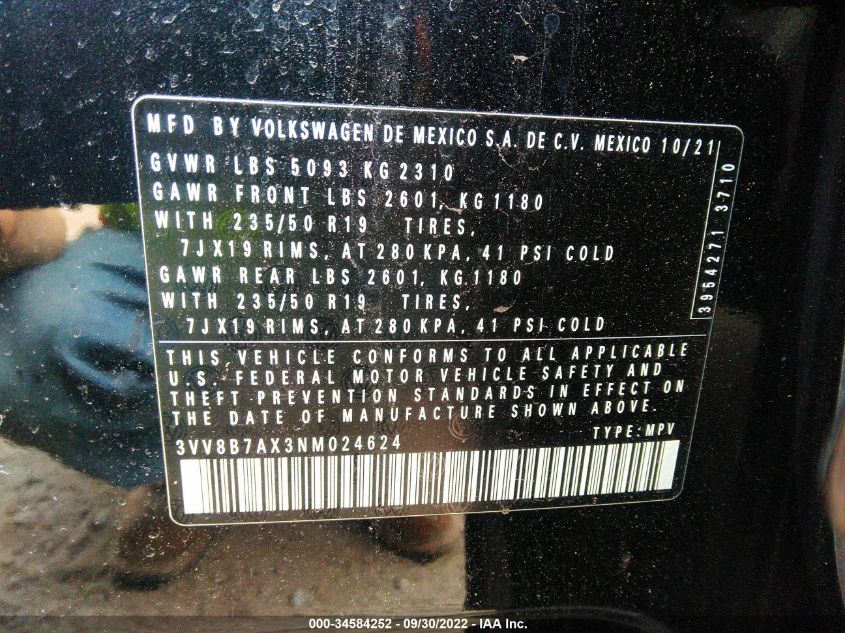 MFD BY VOLKSWAGEN DE MEXICO S.A. DE C.V. MEXICO 10/21
GVWR LBS 5093 KG 2310
GAWR FRONT LBS 2601, KG 1180
WITH 235/50 R19 TIRES,
7JX19 RIMS, AT 280 KPA, 41 PSI COLD
GAWR REAR LBS 2601, KG 1180
WITH 235/50 R19 TIRES,
7JX19 RIMS, AT 280 KPA, 41 PSI COLD
3954271 3710
THIS VEHICLE CONFORMS TO ALL APPLICABLE
U.S. FEDERAL MOTOR VEHICLE SAFETY AND
THEFT PREVENTION STANDARDS IN EFFECT ON
THE DATE OF MANUFACTURE SHOWN ABOVE.
3VV8B7AX3NM024624 TYPE:MPV
000-34584252 - 09/30/2022 - IAA Inc.